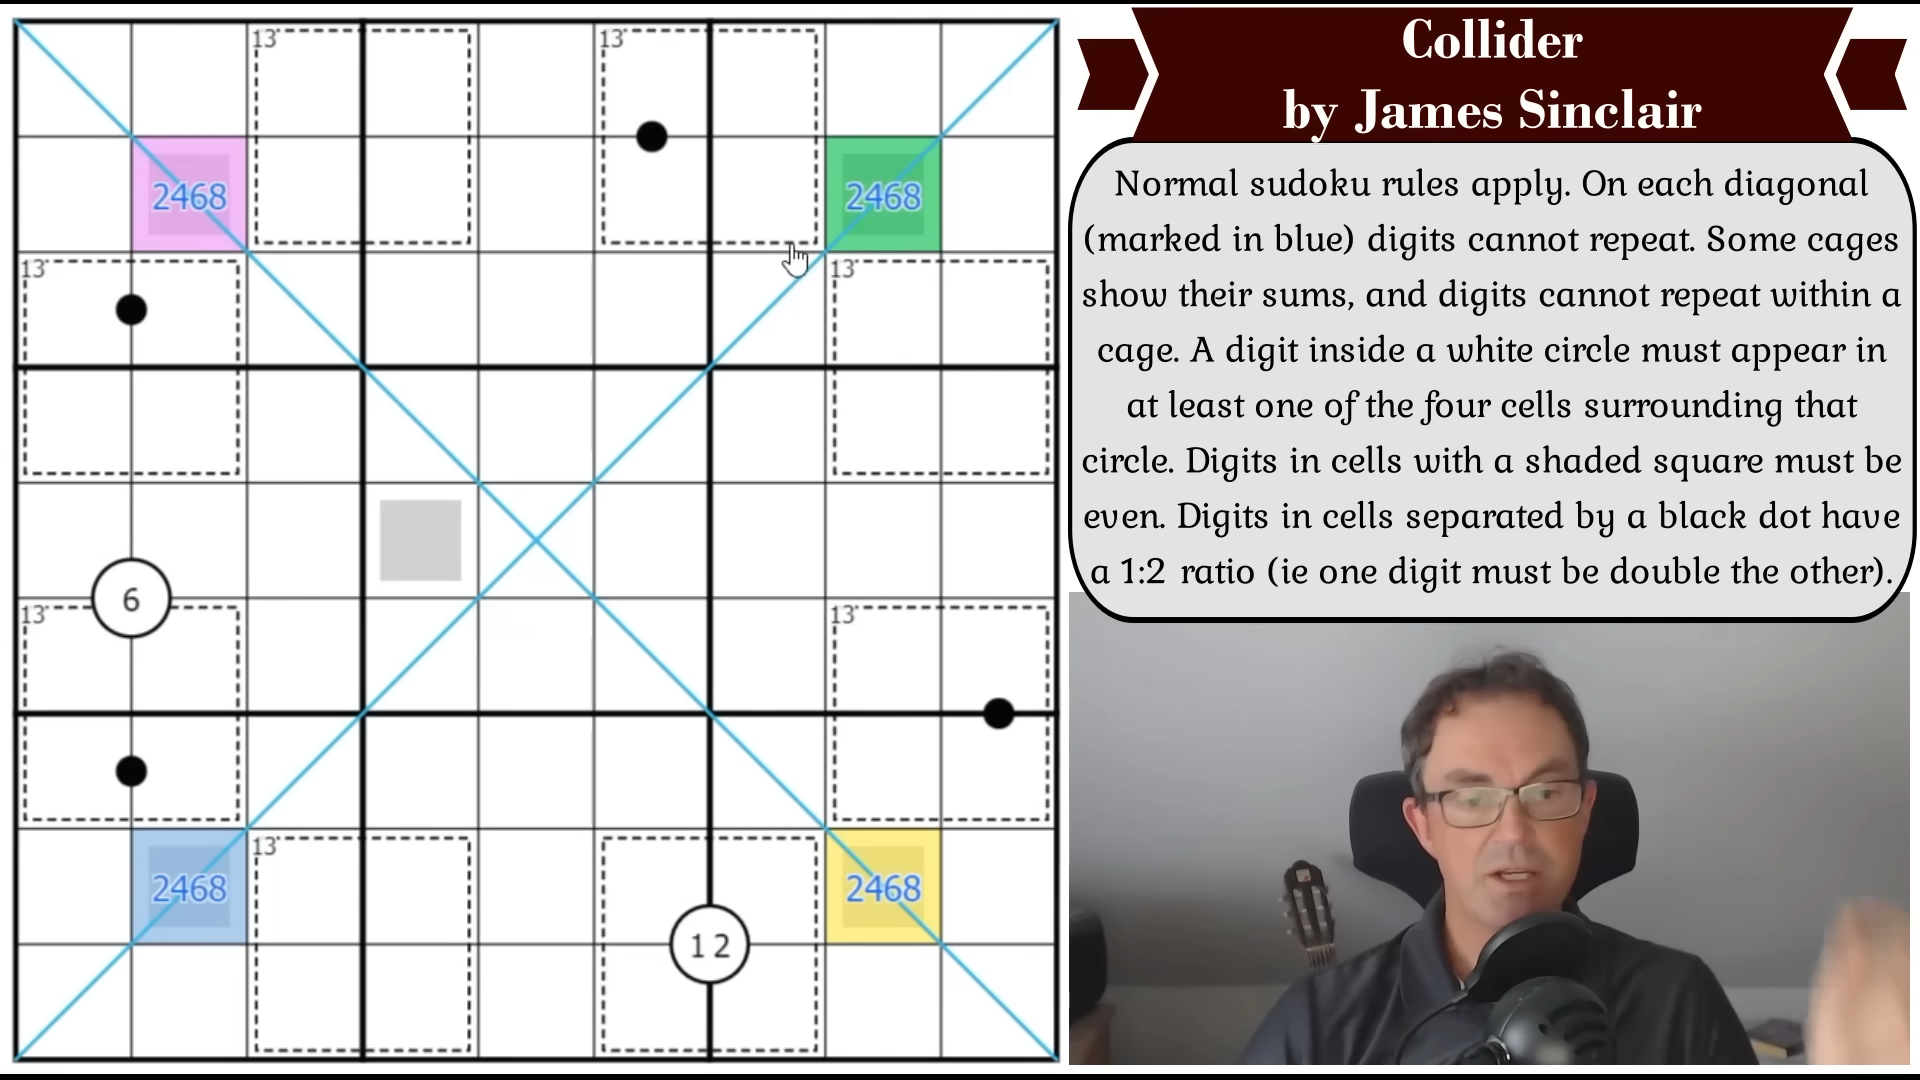 Collider
by James Sinclair
Normal sudoku rules apply. On each diagonal
(marked in blue) digits cannot repeat. Some cages
show their sums, and digits cannot repeat within a
cage. A digit inside a white circle must appear in
at least one of the four cells surrounding that
circle. Digits in cells with a shaded square must be
even. Digits in cells separated by a black dot have
a 1:2 ratio (ie one digit must be double the other).
13 13
2468 2468
13 13
6
13 13
2468 13 2468
1 2